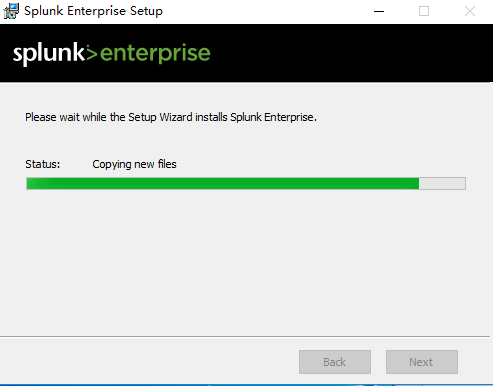 Splunk Enterprise Setup
splunk>enterprise
Please wait while the Setup Wizard installs Splunk Enterprise.
Status: Copying new files
Back Next